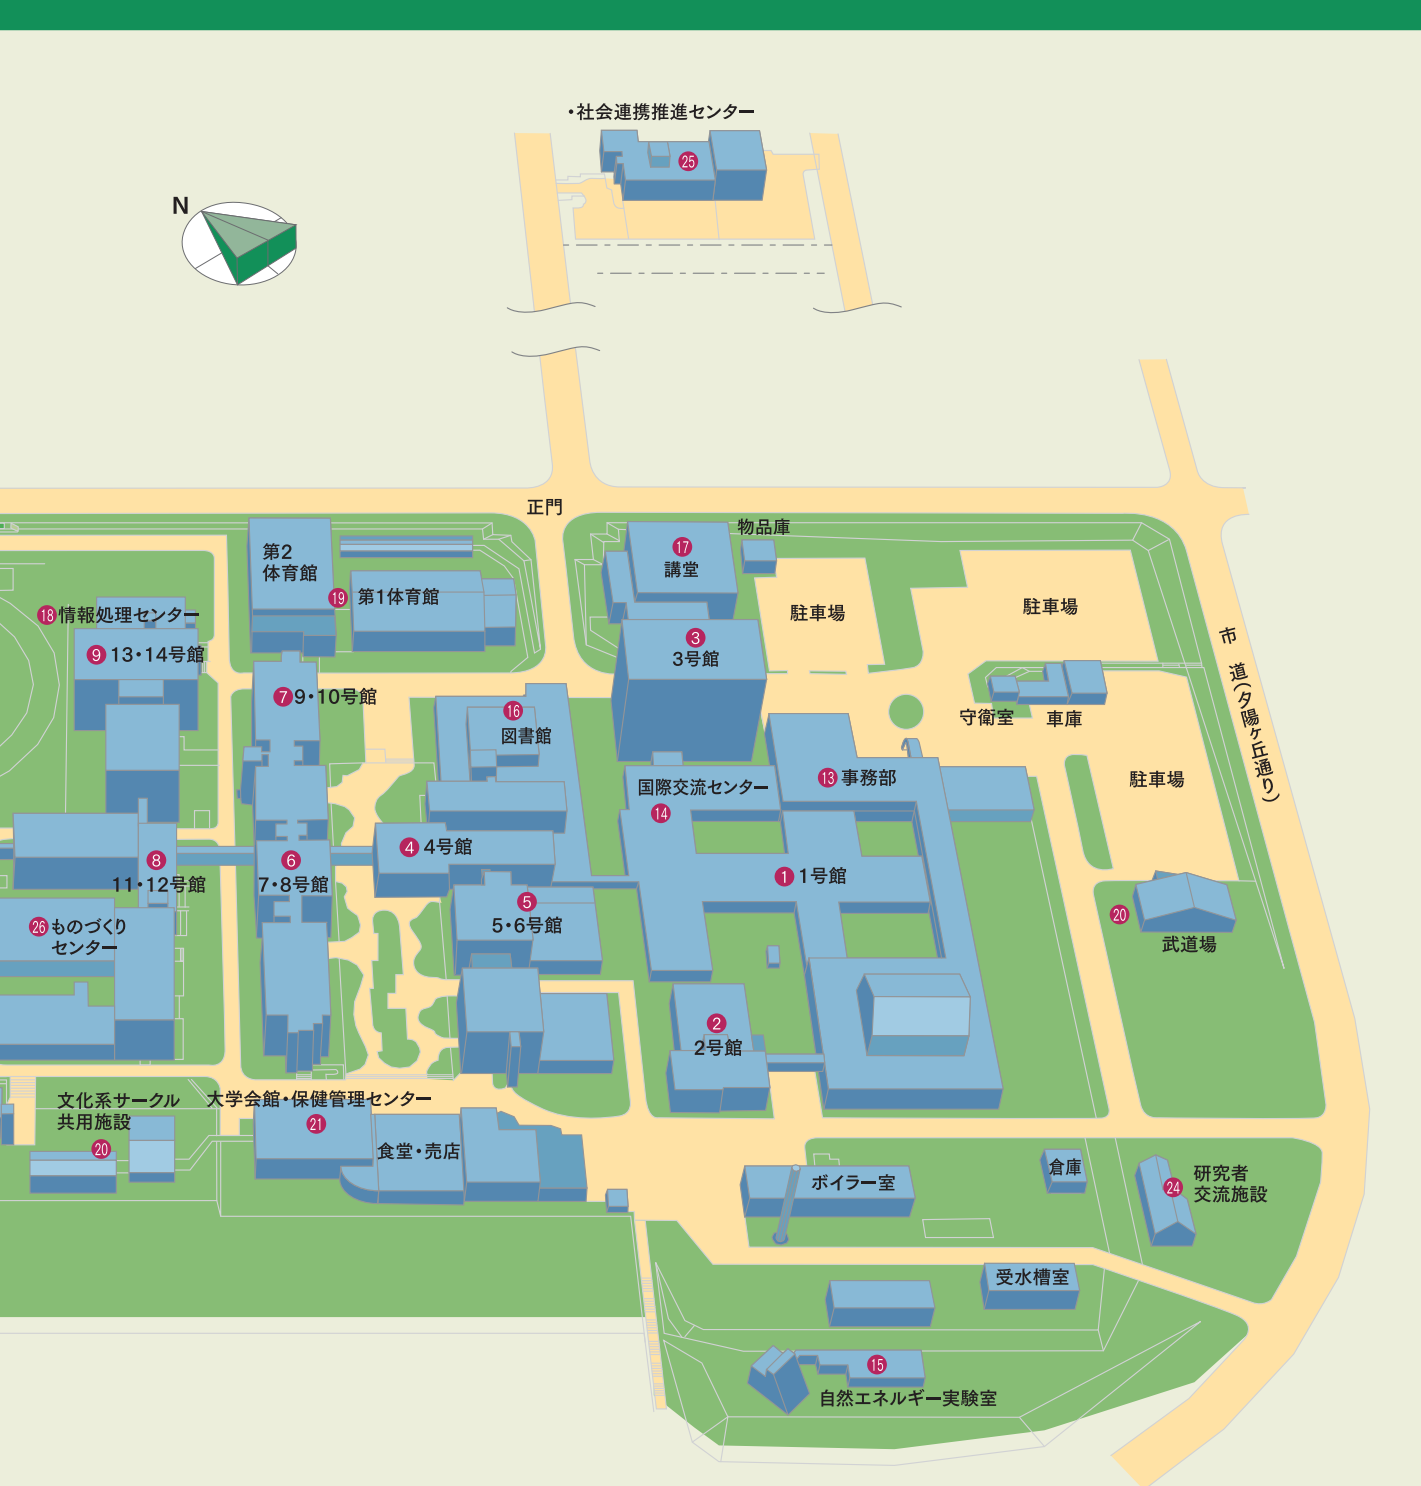 ・社会連携推進センター
25
N
正門
物品庫
17
講堂
第2
体育館
19
第1体育館
駐車場
駐車場
18情報処理センター
9 13・14号館
3
3号館
市 道(夕陽ヶ丘通り)
7 9・10号館
16
図書館
守衛室
車庫
国際交流センター
14
13 事務部
駐車場
4 4号館
8
11・12号館
6
7・8号館
1 1号館
5
5・6号館
26 ものづくり
センター
20
武道場
2
2号館
文化系サークル
共用施設
20
大学会館・保健管理センター
21
食堂・売店
ボイラー室
倉庫
24
研究者
交流施設
受水槽室
15
自然エネルギー実験室